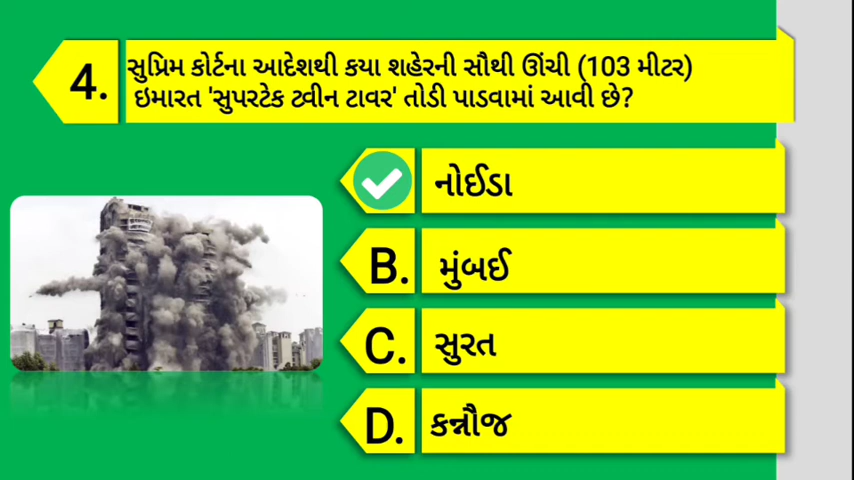 4.
સુપ્રિમ કોર્ટના આદેશથી કયા શહેરની સૌથી ઊંચી (103 મીટર)
ઇમારત 'સુપરટેક ટ્વીન ટાવર' તોડી પાડવામાં આવી છે?
નોઈડા
B. મુંબઈ
C. સુરત
D. કન્નૌજ